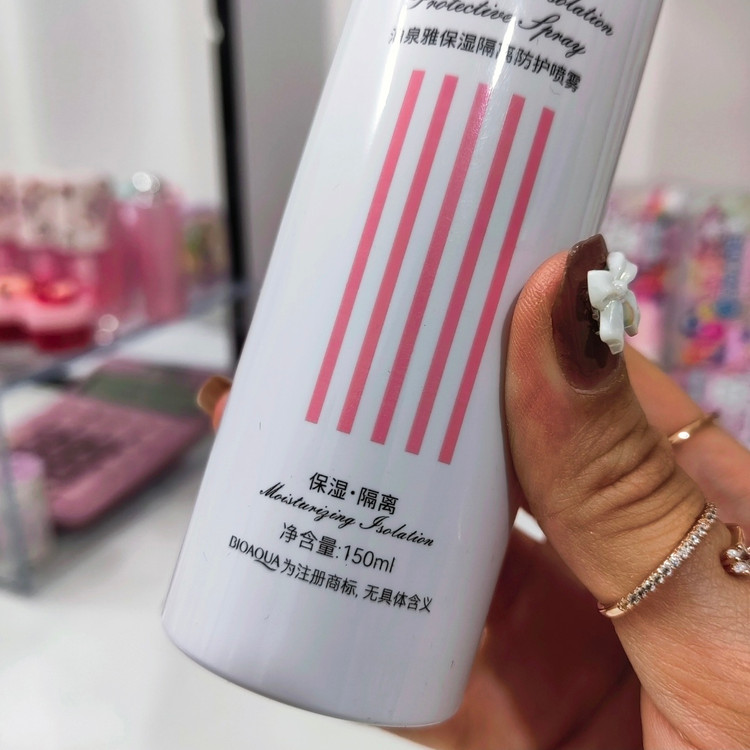 Isolation
Protective Spray
泊泉雅保湿隔离防护喷雾
保湿·隔离
Moisturizing Isolation
净含量:150ml
BIOAQUA为注册商标, 无具体含义